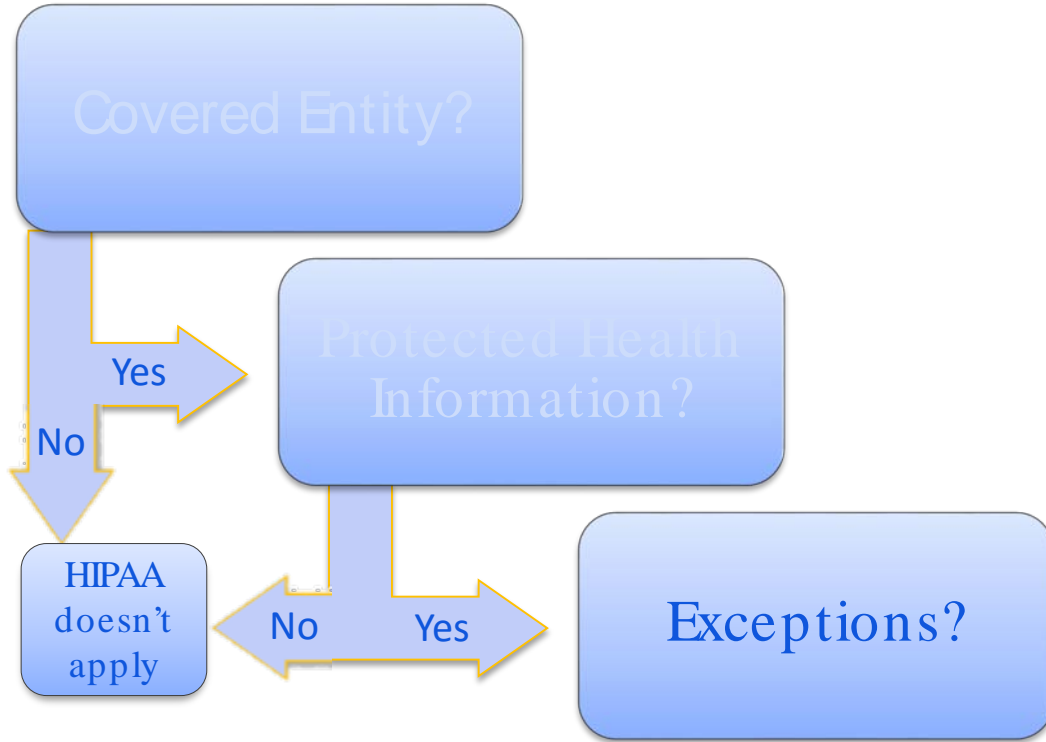 Covered Entity?
Protected Health
Information?
Yes
No
HIPAA
doesn't
apply
No
Yes
Exceptions?